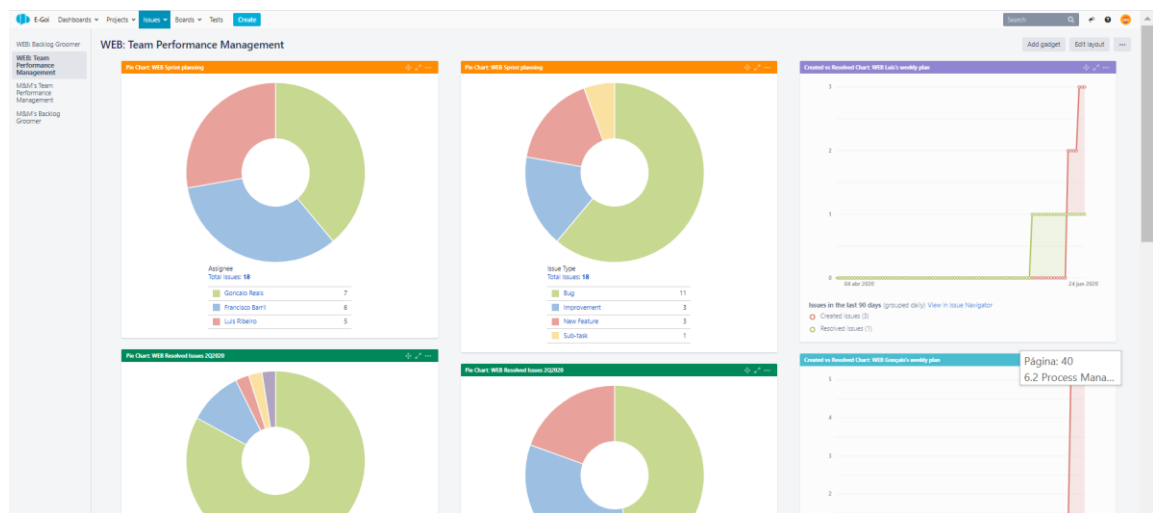 E-Goi Dashboards Projects Issues Boards Tests Create Search
WEB: Backlog Groomer
WEB: Team
Performance
Management
M&M's Team
Performance
Management
M&M's Backlog
Groomer
WEB: Team Performance Management
Add gadget Edit layout
Pie Chart: WEB Sprint planning
Assignee
Total Issues: 18
Goncalo Reais 7
Francisco Barril 6
Luis Ribeiro 5
Pie Chart: WEB Sprint planning
Issue Type
Total Issues: 18
Bug 11
Improvement 3
New Feature 3
Sub-task 1
Created vs Resolved Chart: WEB Luis's weekly plan
3
2
1
0
04 abr 2020 24 jun 2020
Issues in the last 90 days (grouped daily) View in Issue Navigator
Created issues (3)
Resolved issues (1)
Pie Chart: WEB Resolved Issues 2Q2020
Pie Chart: WEB Resolved Issues 2Q2020
Created vs Resolved Chart: WEB Gonçalo's weekly plan
5
4
3
2
Página: 40
6.2 Process Mana...